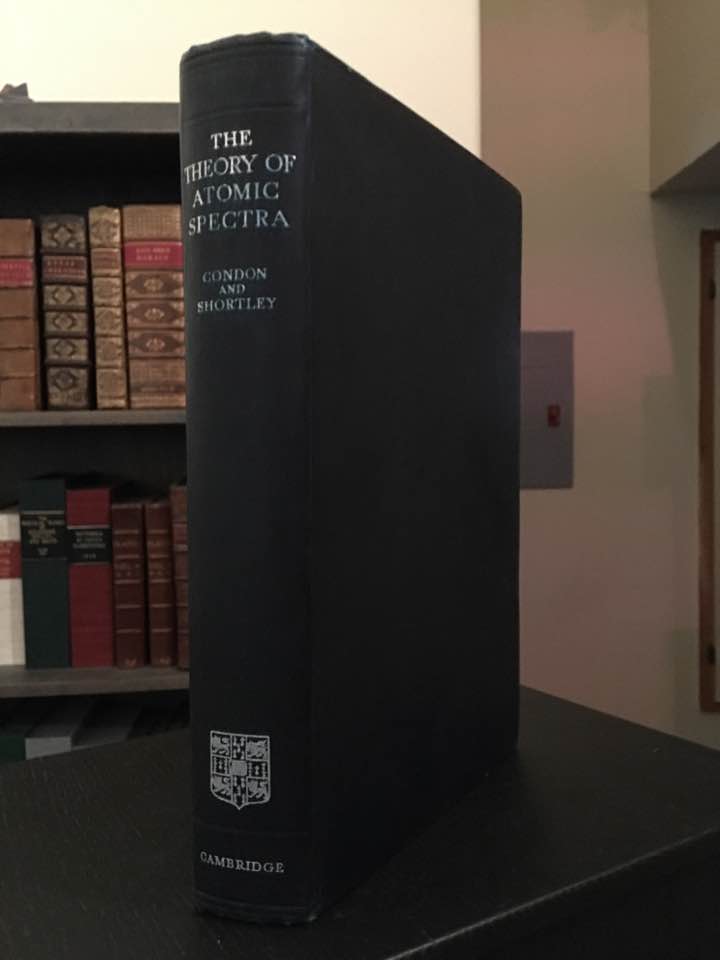 THE
THEORY OF
ATOMIC
SPECTRA
CONDON
AND
SHORTLEY
CAMBRIDGE